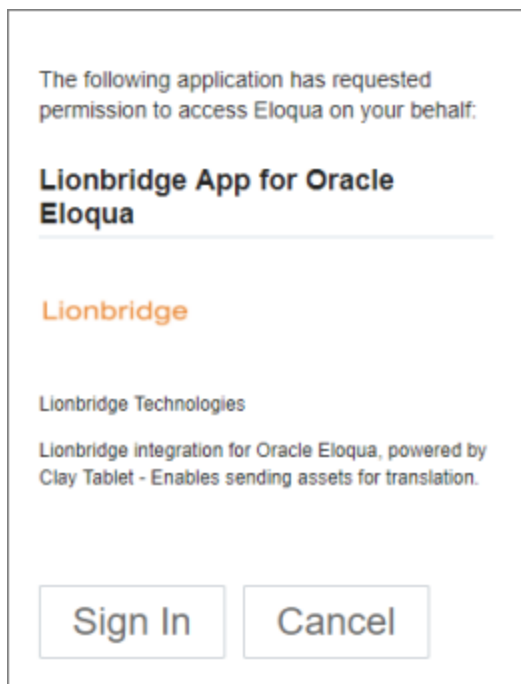 The following application has requested
permission to access Eloqua on your behalf:
Lionbridge App for Oracle
Eloqua
Lionbridge
Lionbridge Technologies
Lionbridge integration for Oracle Eloqua, powered by
Clay Tablet - Enables sending assets for translation.
Sign In
Cancel